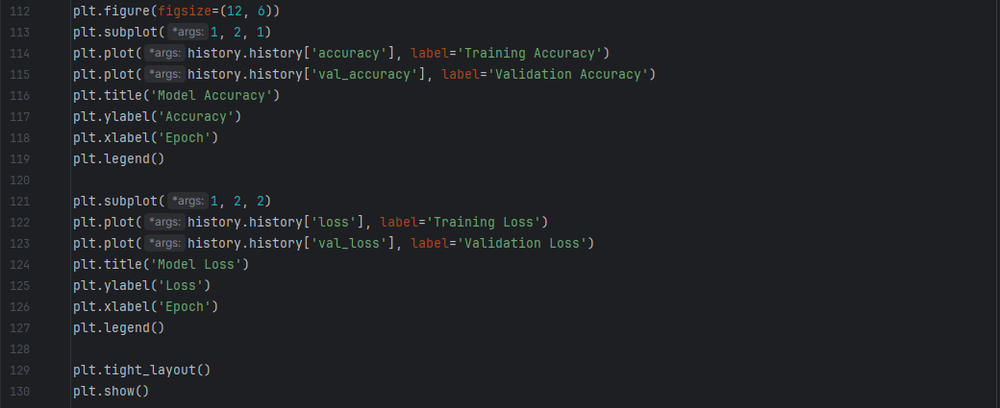 112 plt.figure(figsize=(12, 6))
113 plt.subplot( *args: 1, 2, 1)
114 plt.plot( *args: history.history['accuracy'], label='Training Accuracy')
115 plt.plot( *args: history.history['val_accuracy'], label='Validation Accuracy')
116 plt.title('Model Accuracy')
117 plt.ylabel('Accuracy')
118 plt.xlabel('Epoch')
119 plt.legend()
120
121 plt.subplot( *args: 1, 2, 2)
122 plt.plot( *args: history.history['loss'], label='Training Loss')
123 plt.plot( *args: history.history['val_loss'], label='Validation Loss')
124 plt.title('Model Loss')
125 plt.ylabel('Loss')
126 plt.xlabel('Epoch')
127 plt.legend()
128
129 plt.tight_layout()
130 plt.show()